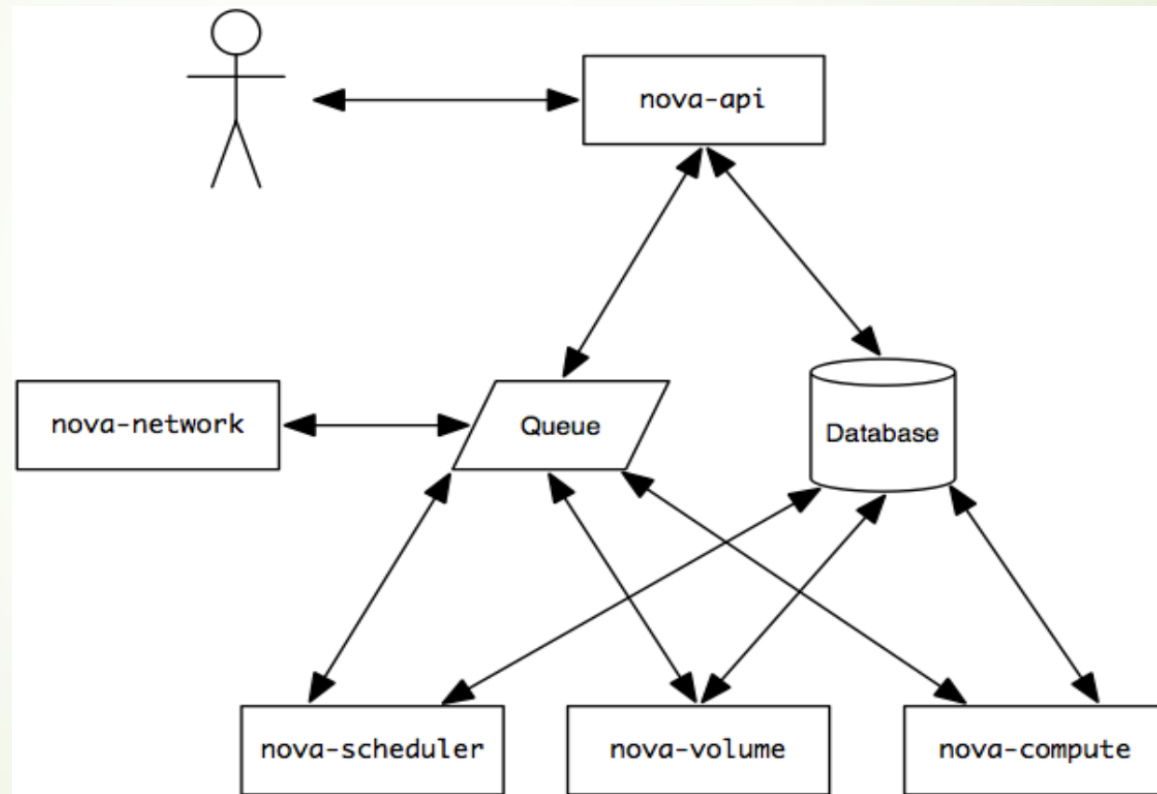 nova-api
nova-network
Queue
Database
nova-scheduler
nova-volume
nova-compute